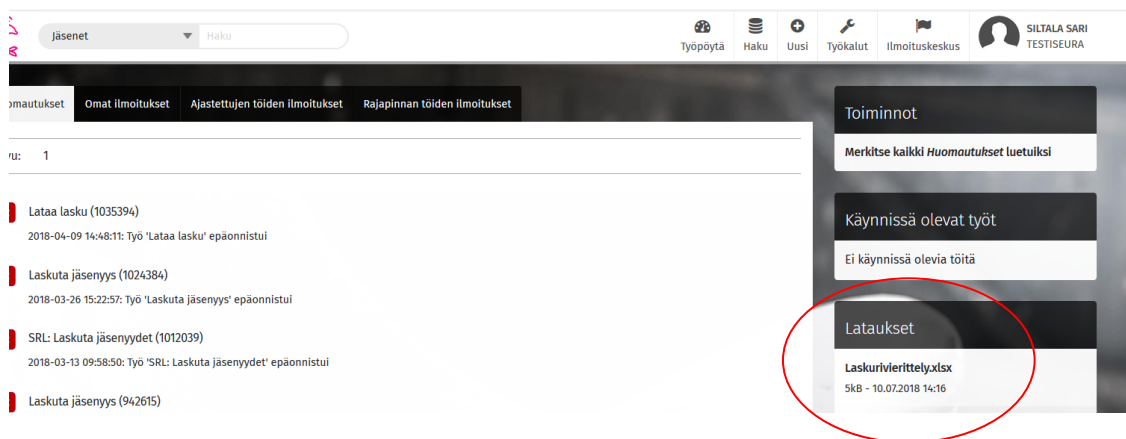 Jäsenet
Haku
Työpöytä
Haku
Uusi
Työkalut
Ilmoituskeskus
SILTALA SARI
TESTISEURA
omautukset
Omat ilmoitukset
Ajastettujen töiden ilmoitukset
Rajapinnan töiden ilmoitukset
vu: 1
Lataa lasku (1035394)
2018-04-09 14:48:11: Työ 'Lataa lasku' epäonnistui
Laskuta jäsenyys (1024384)
2018-03-26 15:22:57: Työ 'Laskuta jäsenyys' epäonnistui
SRL: Laskuta jäsenyydet (1012039)
2018-03-13 09:58:50: Työ 'SRL: Laskuta jäsenyydet' epäonnistui
Laskuta jäsenyys (942615)
Toiminnot
Merkitse kaikki Huomautukset luetuiksi
Käynnissä olevat työt
Ei käynnissä olevia töitä
Lataukset
Laskurivierittely.xlsx
5kB - 10.07.2018 14:16